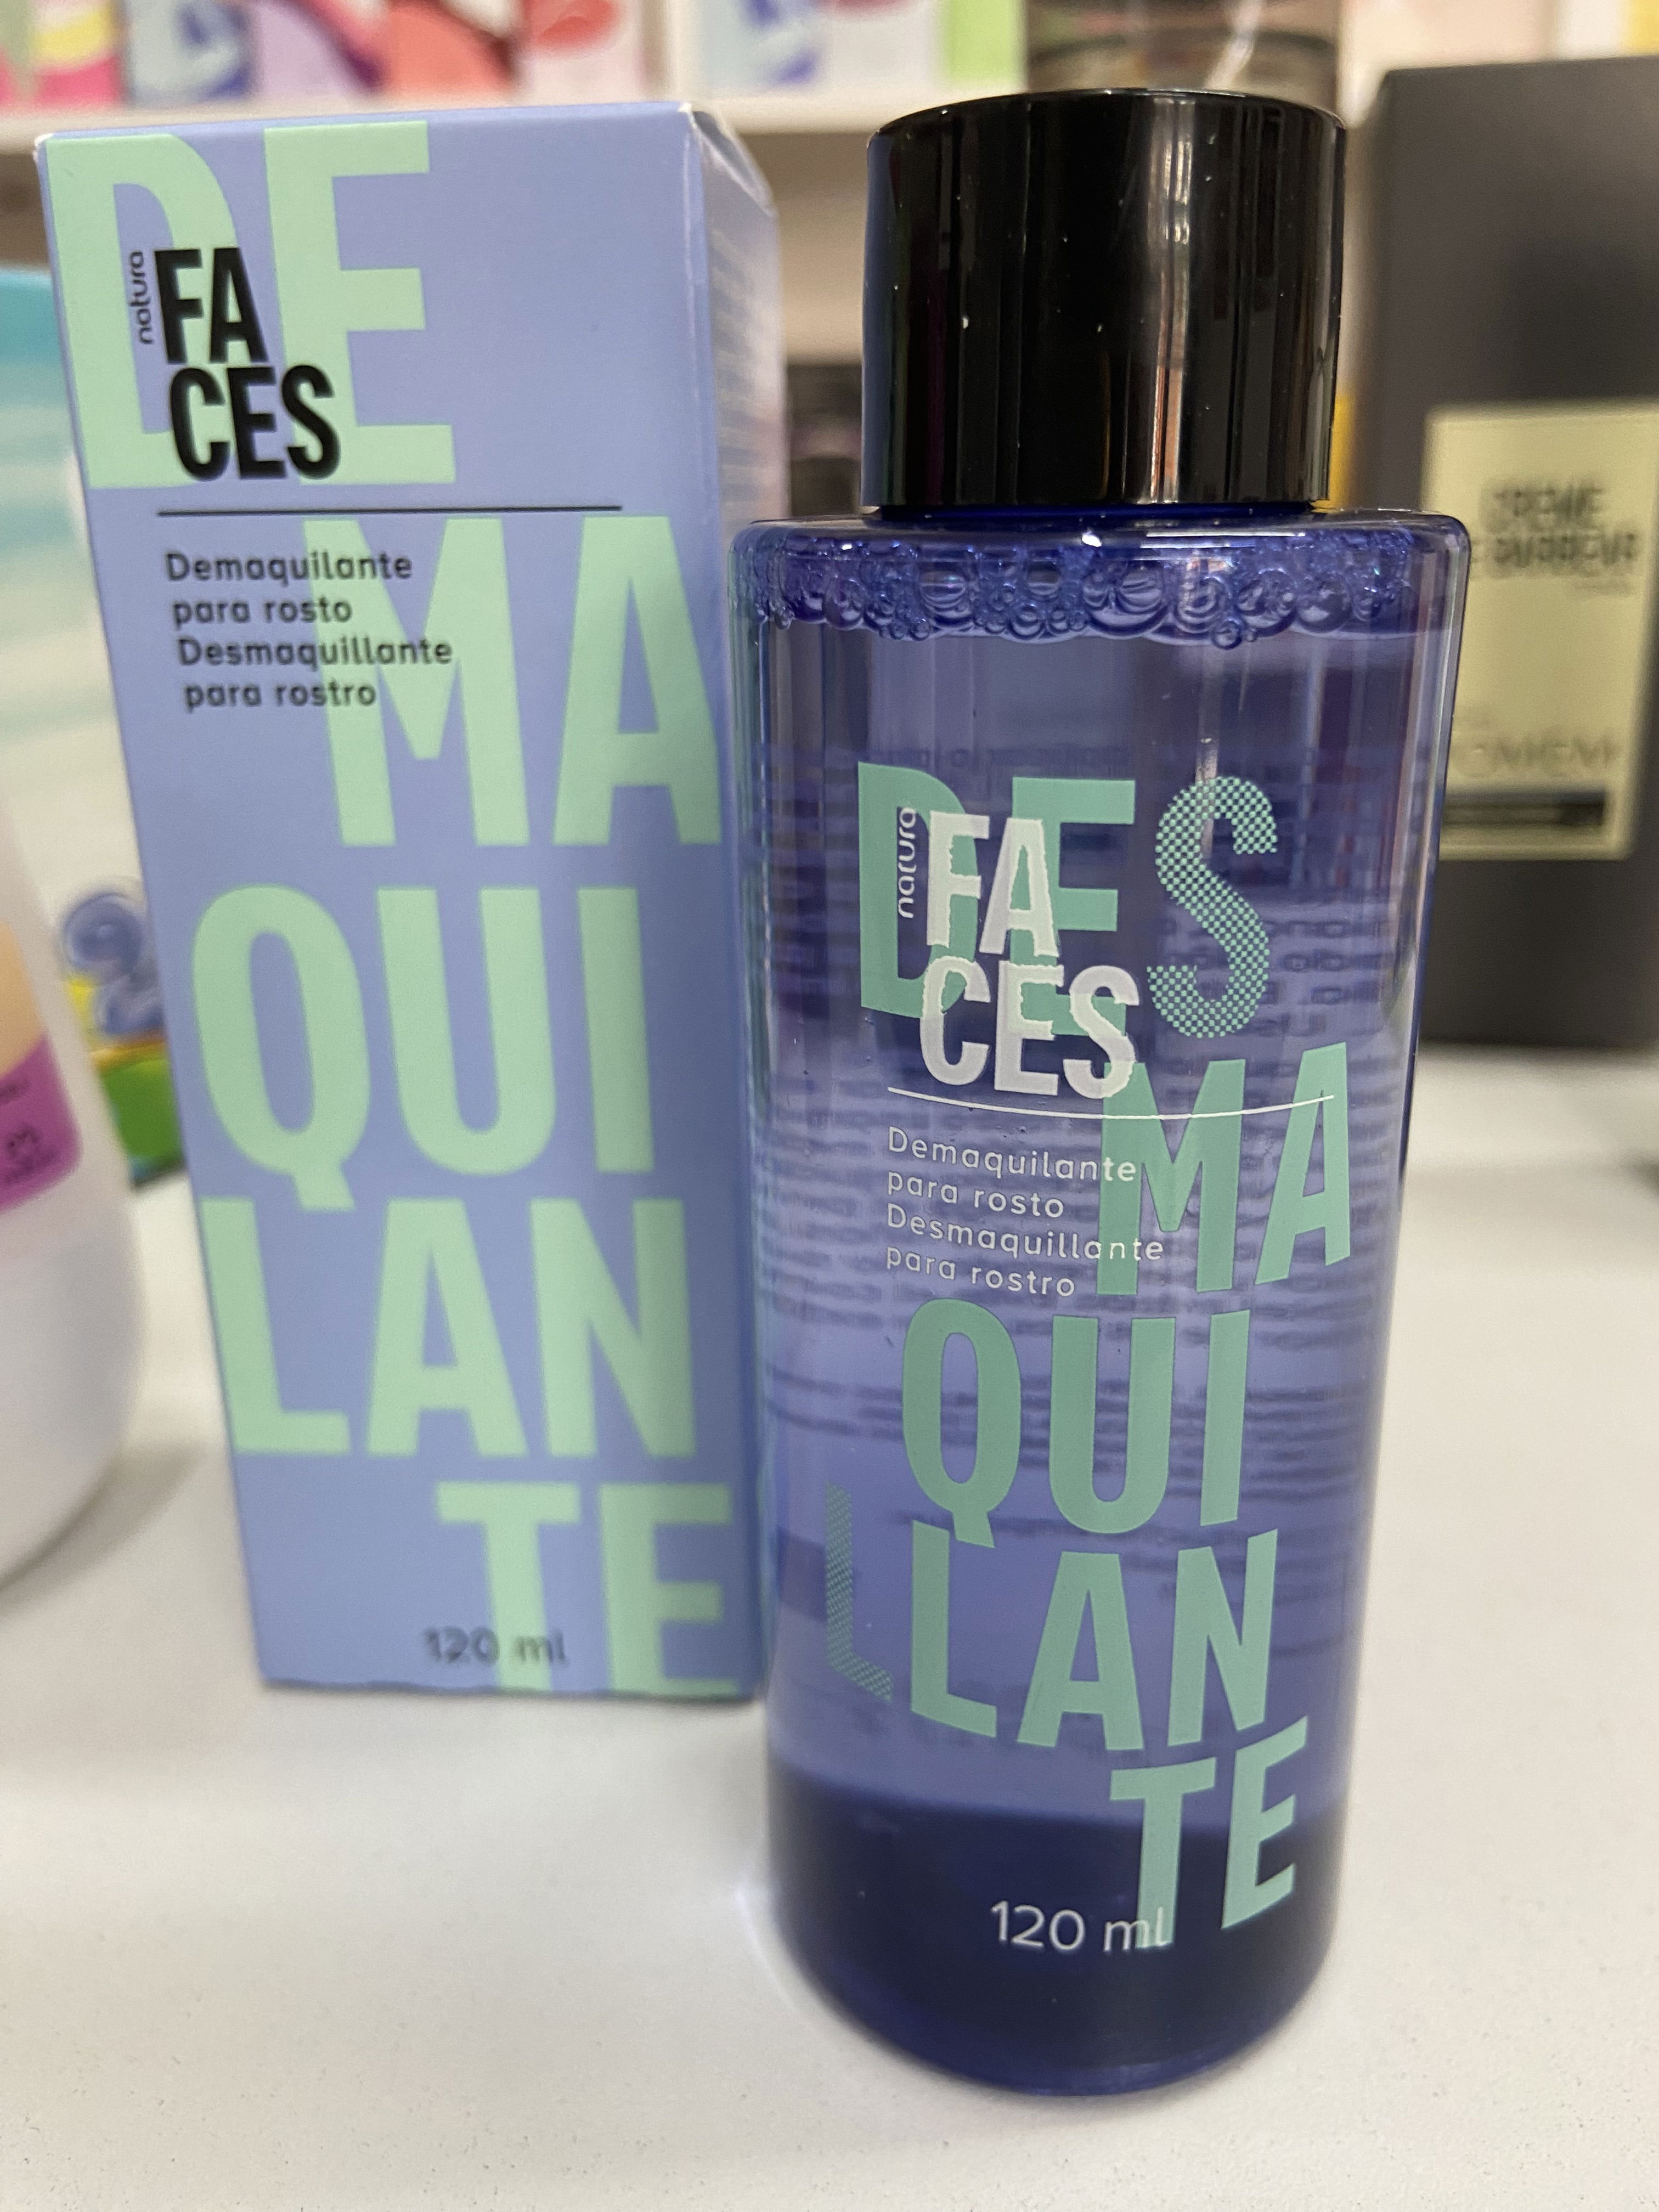 DE
MA
QUI
LAN
TE
natura
FA
CES
Demaquilante
para rosto
Desmaquillante
para rostro
120 ml
DES
MA
QUI
LLAN
TE
natura
FA
CES
Demaquilante
para rosto
Desmaquillante
para rostro
120 ml
CREME